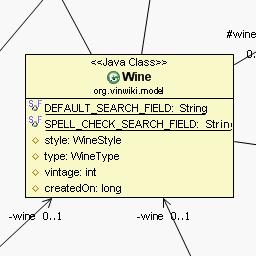 <<Java Class>>
Wine
org.vinwiki.model
#wine
0.
DEFAULT_SEARCH_FIELD: String
SPELL_CHECK_SEARCH_FIELD: String
style: WineStyle
type: WineType
vintage: int
createdOn: long
-wine 0..1
-wine 0..1